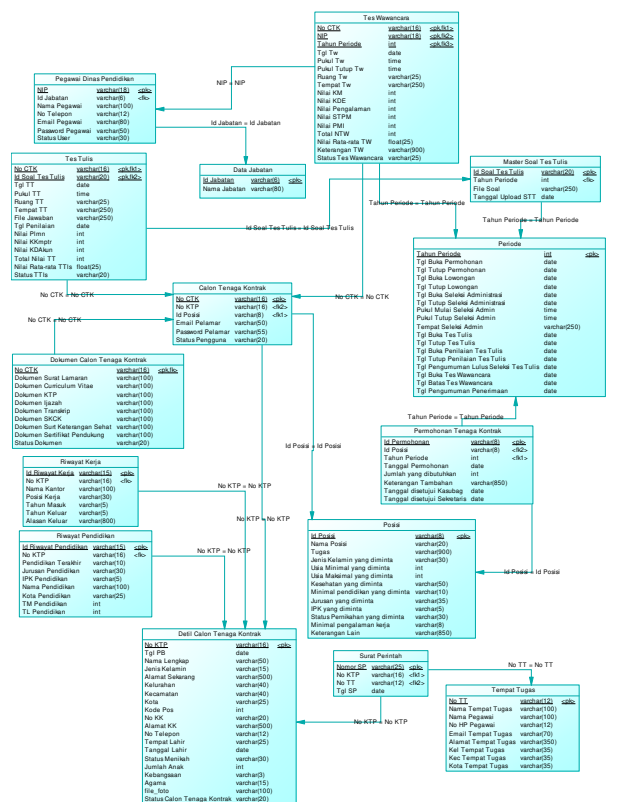 Tes Wawancara
No CTK varchar(16) <pk,fk1>
NIP varchar(18) <pk,fk2>
Tahun Periode int <pk,fk3>
Tgl Tw date
Pukul Tw time
Pukul Tutup Tw time
Ruang Tw varchar(25)
Tempat Tw varchar(250)
Nilai KM int
Nilai KDE int
Nilai Pengalaman int
Nilai STPM int
Nilai PMI int
Total NTW int
Nilai Rata-rata TW float(25)
Keterangan TW varchar(900)
Status Tes Wawancara varchar(25)
Pegawai Dinas Pendidikan
NIP varchar(18) <pk>
Id Jabatan varchar(6) <fk>
Nama Pegawai varchar(100)
No Telepon varchar(12)
Email Pegawai varchar(80)
Password Pegawai varchar(50)
Status User varchar(30)
NIP = NIP
Id Jabatan = Id Jabatan
Data Jabatan
Id Jabatan varchar(6) <pk>
Nama Jabatan varchar(80)
Tes Tulis
No CTK varchar(16) <pk,fk1>
Id Soal Tes Tulis varchar(20) <pk,fk2>
Tgl TT date
Pukul TT time
Ruang TT varchar(25)
Tempat TT varchar(250)
File Jawaban varchar(250)
Tgl Penilaian date
Nilai Plmn int
Nilai KKmptr int
Nilai KDAkun int
Total Nilai TT int
Nilai Rata-rata TTls float(25)
Status TTls varchar(20)
Master Soal Tes Tulis
Id Soal Tes Tulis varchar(20) <pk>
Tahun Periode int <fk>
File Soal varchar(250)
Tanggal Upload STT date
Id Soal Tes Tulis = Id Soal Tes Tulis
Tahun Periode = Tahun Periode
Tahun Periode = Tahun Periode
Periode
Tahun Periode int <pk>
Tgl Buka Permohonan date
Tgl Tutup Permohonan date
Tgl Buka Lowongan date
Tgl Tutup Lowongan date
Tgl Buka Seleksi Administrasi date
Tgl Tutup Seleksi Administrasi date
Pukul Mulai Seleksi Admin time
Pukul Tutup Seleksi Admin time
Tempat Seleksi Admin varchar(250)
Tgl Buka Tes Tulis date
Tgl Tutup Tes Tulis date
Tgl Buka Penilaian Tes Tulis date
Tgl Tutup Penilaian Tes Tulis date
Tgl Pengumuman Lulus Seleksi Tes Tulis date
Tgl Buka Tes Wawancara date
Tgl Batas Tes Wawancara date
Tgl Pengumuman Penerimaan date
Calon Tenaga Kontrak
No CTK varchar(16) <pk>
No KTP varchar(16) <fk2>
Id Posisi varchar(8) <fk1>
Email Pelamar varchar(50)
Password Pelamar varchar(55)
Status Pengguna varchar(20)
No CTK = No CTK
No CTK = No CTK
No CTK = No CTK
Dokumen Calon Tenaga Kontrak
No CTK varchar(16) <pk,fk>
Dokumen Surat Lamaran varchar(100)
Dokumen Curiculum Vitae varchar(100)
Dokumen KTP varchar(100)
Dokumen Ijazah varchar(100)
Dokumen Transkrip varchar(100)
Dokumen SKCK varchar(100)
Dokumen Surt Keterangan Sehat varchar(100)
Dokumen Sertifikat Pendukung varchar(100)
Status Dokumen varchar(20)
Tahun Periode = Tahun Periode
Permohonan Tenaga Kontrak
Id Permohonan varchar(8) <pk>
Id Posisi varchar(8) <fk2>
Tahun Periode int <fk1>
Tanggal Permohonan date
Jumlah yang dibutuhkan int
Keterangan Tambahan varchar(850)
Tanggal disetujui Kasubag date
Tanggal disetujui Sekretaris date
Id Posisi = Id Posisi
Riwayat Kerja
Id Riwayat Kerja varchar(15) <pk>
No KTP varchar(16) <fk>
Nama Kantor varchar(100)
Posisi Kerja varchar(30)
Tahun Masuk varchar(5)
Tahun Keluar varchar(5)
Alasan Keluar varchar(800)
No KTP = No KTP
No KTP = No KTP
No KTP = No KTP
Riwayat Pendidikan
Id Riwayat Pendidikan varchar(15) <pk>
No KTP varchar(16) <fk>
Pendidikan Terakhir varchar(10)
Jurusan Pendidikan varchar(30)
IPK Pendidikan varchar(5)
Nama Pendidikan varchar(100)
Kota Pendidikan varchar(25)
TM Pendidikan int
TL Pendidikan int
Posisi
Id Posisi varchar(8) <pk>
Nama Posisi varchar(20)
Tugas varchar(900)
Jenis Kelamin yang diminta varchar(30)
Usia Minimal yang diminta int
Usia Maksimal yang diminta int
Kesehatan yang diminta varchar(50)
Minimal pendidikan yang diminta varchar(10)
Jurusan yang diminta varchar(35)
IPK yang diminta varchar(5)
Status Pernikahan yang diminta varchar(30)
Minimal pengalaman kerja varchar(8)
Keterangan Lain varchar(850)
Id Posisi = Id Posisi
Detil Calon Tenaga Kontrak
No KTP varchar(16) <pk>
Tgl PB date
Nama Lengkap varchar(50)
Jenis Kelamin varchar(15)
Alamat Sekarang varchar(500)
Kelurahan varchar(40)
Kecamatan varchar(40)
Kota varchar(25)
Kode Pos int
No KK varchar(20)
Alamat KK varchar(500)
No Telepon varchar(12)
Tempat Lahir varchar(25)
Tanggal Lahir date
Status Menikah varchar(30)
Jumlah Anak int
Kebangsaan varchar(3)
Agama varchar(15)
file_foto varchar(100)
Status Calon Tenaga Kontrak varchar(20)
Surat Perintah
Nomor SP varchar(25) <pk>
No KTP varchar(16) <fk1>
No TT varchar(12) <fk2>
Tgl SP date
No TT = No TT
No KTP = No KTP
Tempat Tugas
No TT varchar(12) <pk>
Nama Tempat Tugas varchar(100)
Nama Pegawai varchar(100)
No HP Pegawai varchar(12)
Email Tempat Tugas varchar(70)
Alamat Tempat Tugas varchar(350)
Kel Tempat Tugas varchar(35)
Kec Tempat Tugas varchar(35)
Kota Tempat Tugas varchar(35)